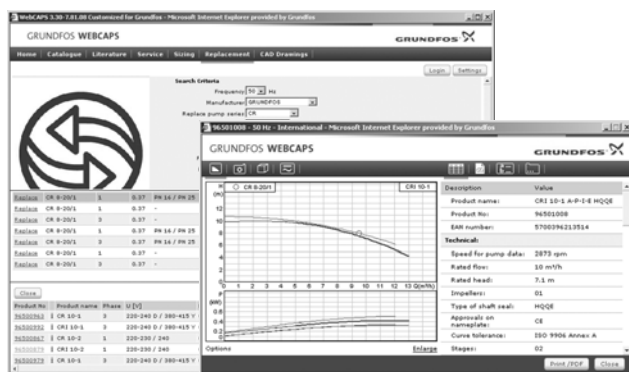 WebCAPS 3.30-7.01.08 Customized for Grundfos - Microsoft Internet Explorer provided by Grundfos
GRUNDFOS WEBCAPS
GRUNDFOS
Home Catalogue Literature Service Sizing Replacement CAD Drawings
Login Settings
Search Criteria
Frequency 50 Hz
Manufacturer GRUNDFOS
Replace pump series CR
Replace CR 8-20/1 1 0.37 PN 16 / PN 25
Replace CR 8-20/1 1 0.37 -
Replace CR 8-20/1 3 0.37 -
Replace CR 8-20/1 3 0.37 PN 16 / PN 25
Replace CR 8-20/1 1 0.37 -
Replace CR 8-20/1 1 0.37 PN 16 / PN 25
Replace CR 8-20/1 3 0.37 PN 16 / PN 25
Replace CR 8-20/1 3 0.37 -
Close
Product No Product name Phase U [V]
96500963 CR 10-1 3 220-240 D / 380-415 Y
CRI 10-1 3 220-240 D / 380-415 Y
CR 10-2 1 220-230 / 240
CRI 10-2 1 220-230 / 240
96500979 CR 10-1 3 220-240 D / 380-415 Y
96501008 - 50 Hz - International - Microsoft Internet Explorer provided by Grundfos
GRUNDFOS WEBCAPS
GRUNDFOS
H
(m)
CR 8-20/1
CRI 10-1
12
10
8
6
4
2
0
0 1 2 3 4 5 6 7 8 9 10 11 12 13 Q(m³/h)
P
(kW)
0.6
0.4
0.2
0
Options
Enlarge
Description Value
Product name: CRI 10-1 A-P-I-E HQQE
Product No: 96501008
EAN number: 5700396213514
Technical:
Speed for pump data: 2873 rpm
Rated flow: 10 m³/h
Rated head: 7.1 m
Impellers: 01
Type of shaft seal: HQQE
Approvals on nameplate: CE
Curve tolerance: ISO 9906 Annex A
Stages: 02
Print /PDF Close